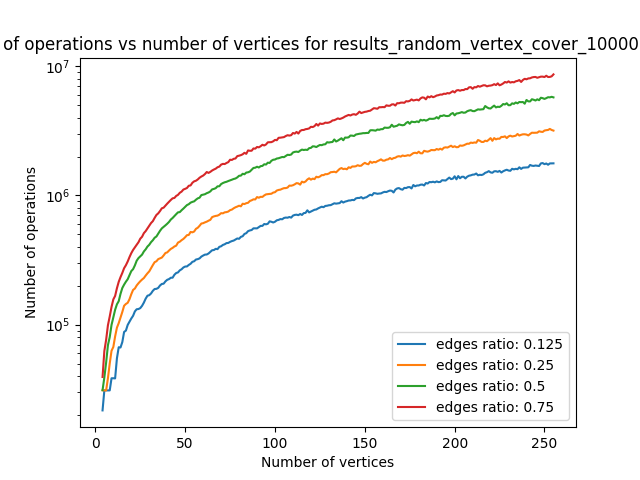 of operations vs number of vertices for results_random_vertex_cover_10000
10⁷
10⁶
10⁵
Number of operations
0 50 100 150 200 250
Number of vertices
edges ratio: 0.125
edges ratio: 0.25
edges ratio: 0.5
edges ratio: 0.75